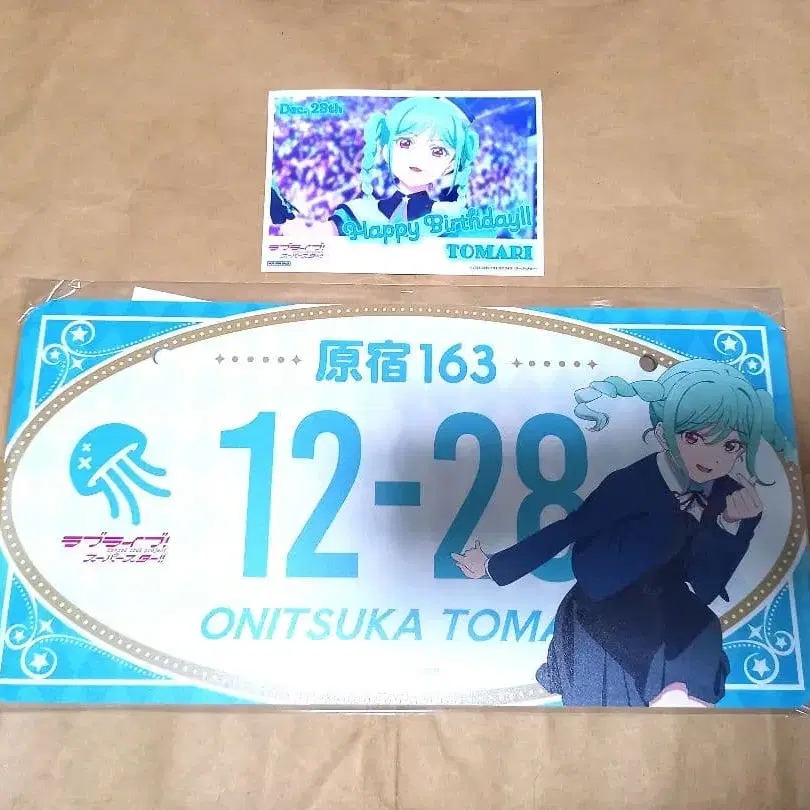 Dec. 28th
Happy Birthday!!
TOMARI
ラブライブ!
スーパースター!!
原宿163
12-28
ラブライブ!
スーパースター!!
ONITSUKA TOMA